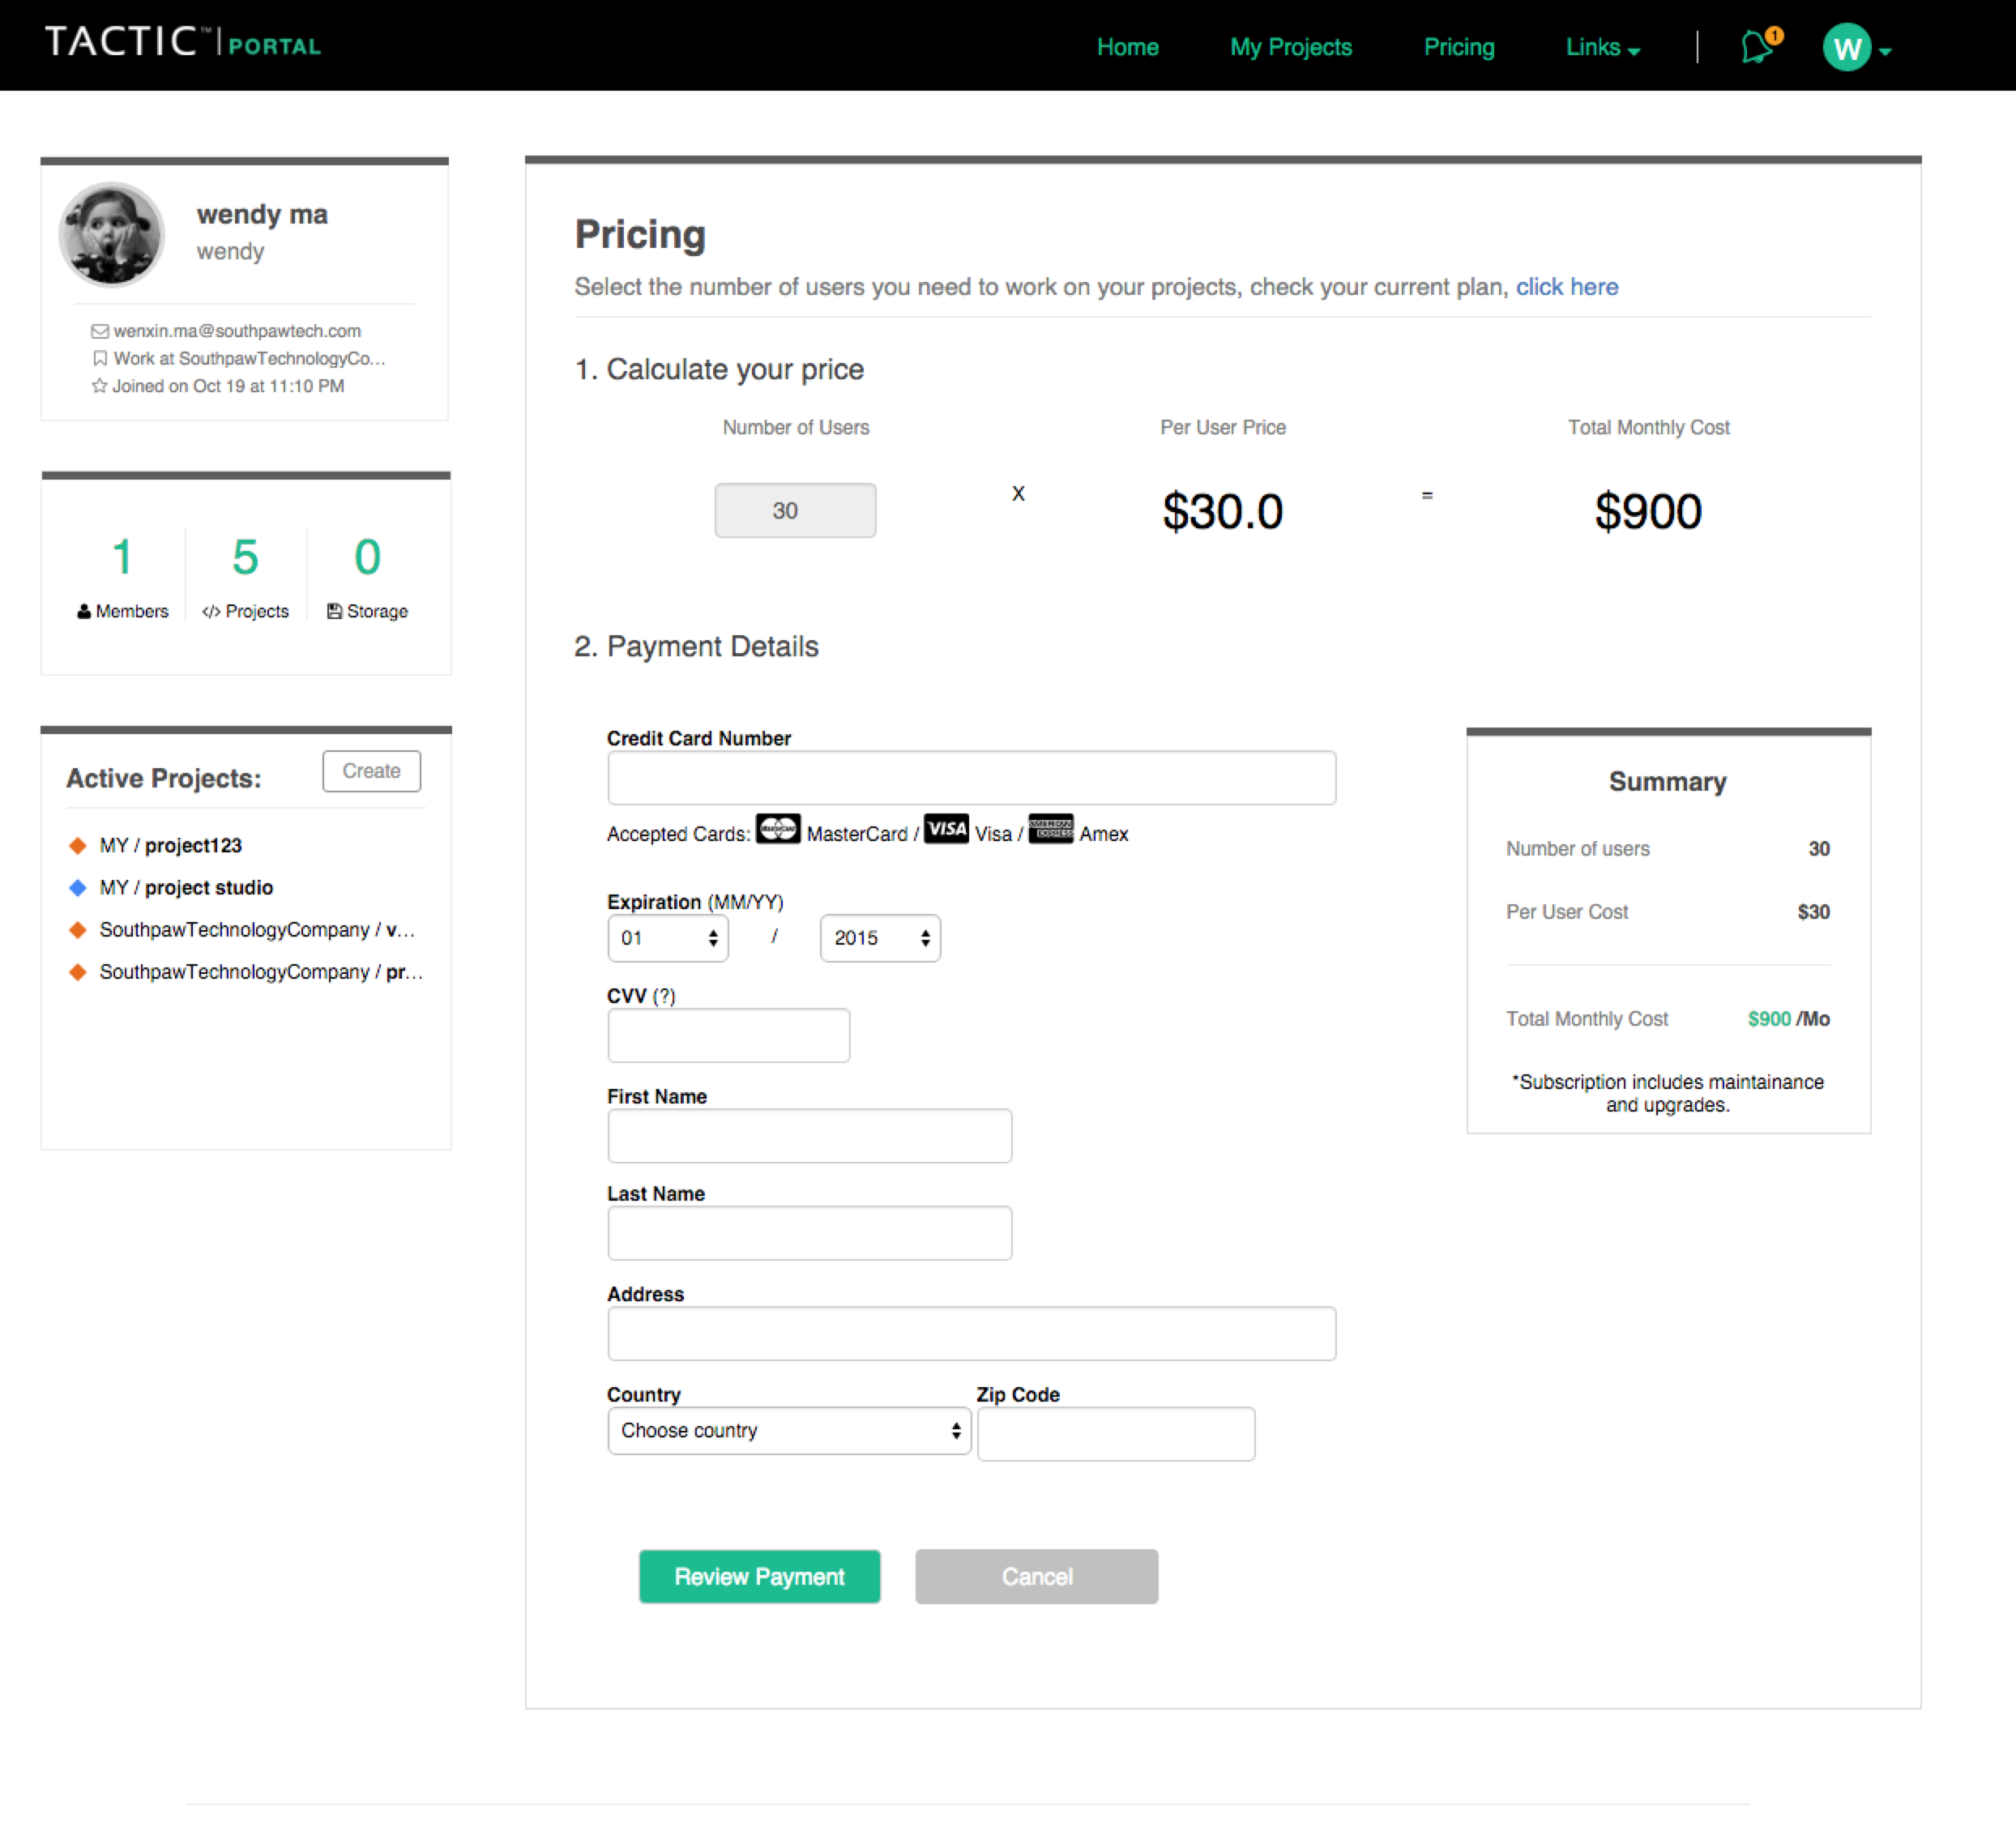 TACTIC™ | PORTAL
Home My Projects Pricing Links 1 W
wendy ma
wendy
wenxin.ma@southpawtech.com
Work at SouthpawTechnologyCo...
Joined on Oct 19 at 11:10 PM
1 5 0
Members </> Projects Storage
Active Projects: Create
MY / project123
MY / project studio
SouthpawTechnologyCompany / v...
SouthpawTechnologyCompany / pr...
Pricing
Select the number of users you need to work on your projects, check your current plan, click here
1. Calculate your price
Number of Users Per User Price Total Monthly Cost
30 X $30.0 = $900
2. Payment Details
Credit Card Number
Accepted Cards: MasterCard MasterCard / VISA Visa / AMERICAN EXPRESS Amex
Expiration (MM/YY)
01 / 2015
CVV (?)
First Name
Last Name
Address
Country Zip Code
Choose country
Review Payment Cancel
Summary
Number of users 30
Per User Cost $30
Total Monthly Cost $900 /Mo
*Subscription includes maintainance
and upgrades.